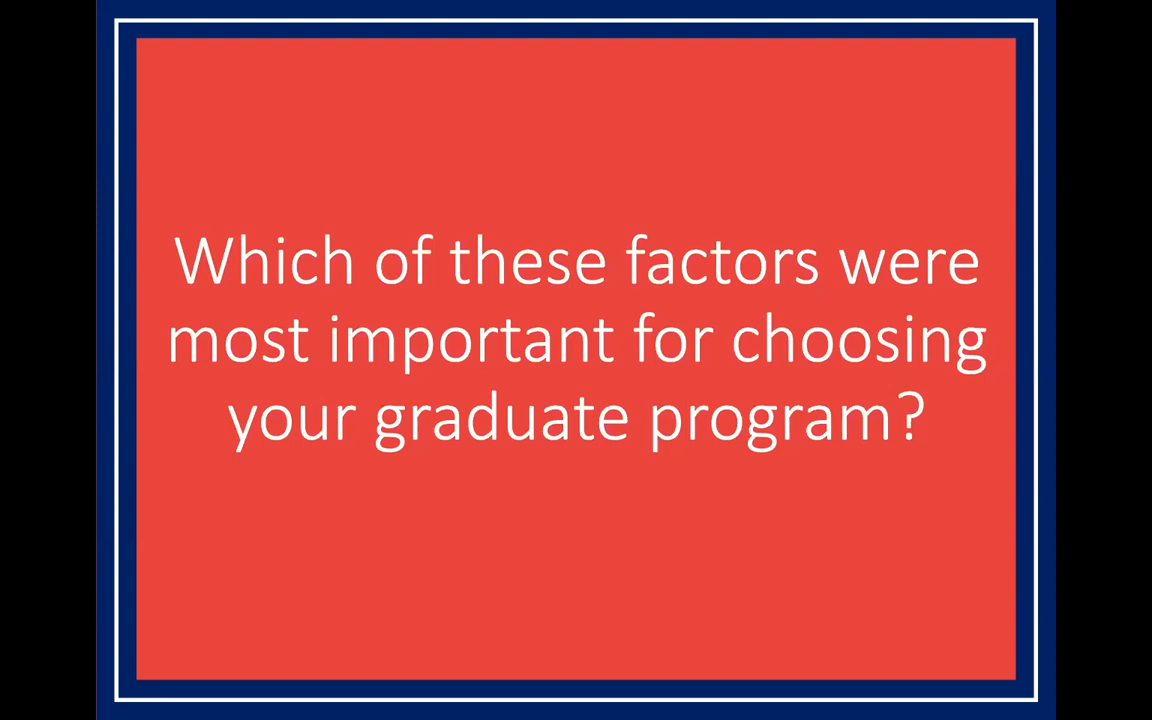 Which of these factors were
most important for choosing
your graduate program?